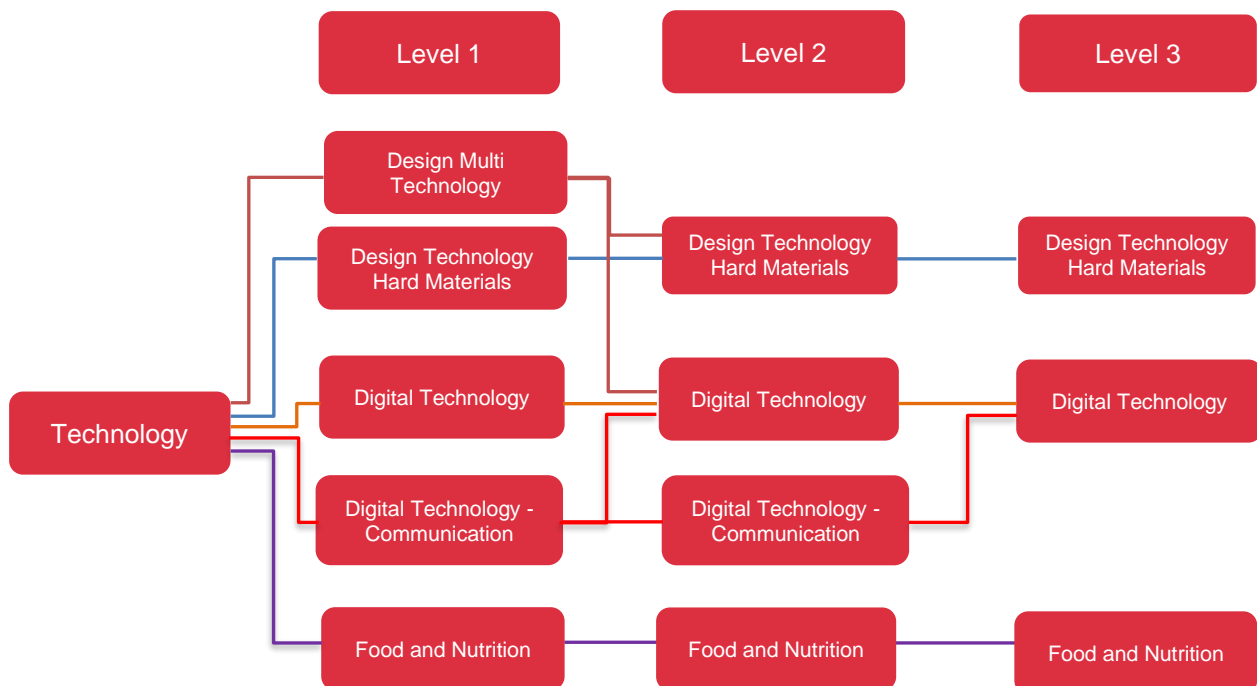 Level 1
Level 2
Level 3
Design Multi
Technology
Design Technology
Hard Materials
Design Technology
Hard Materials
Design Technology
Hard Materials
Technology
Digital Technology
Digital Technology
Digital Technology
Digital Technology -
Communication
Digital Technology -
Communication
Food and Nutrition
Food and Nutrition
Food and Nutrition